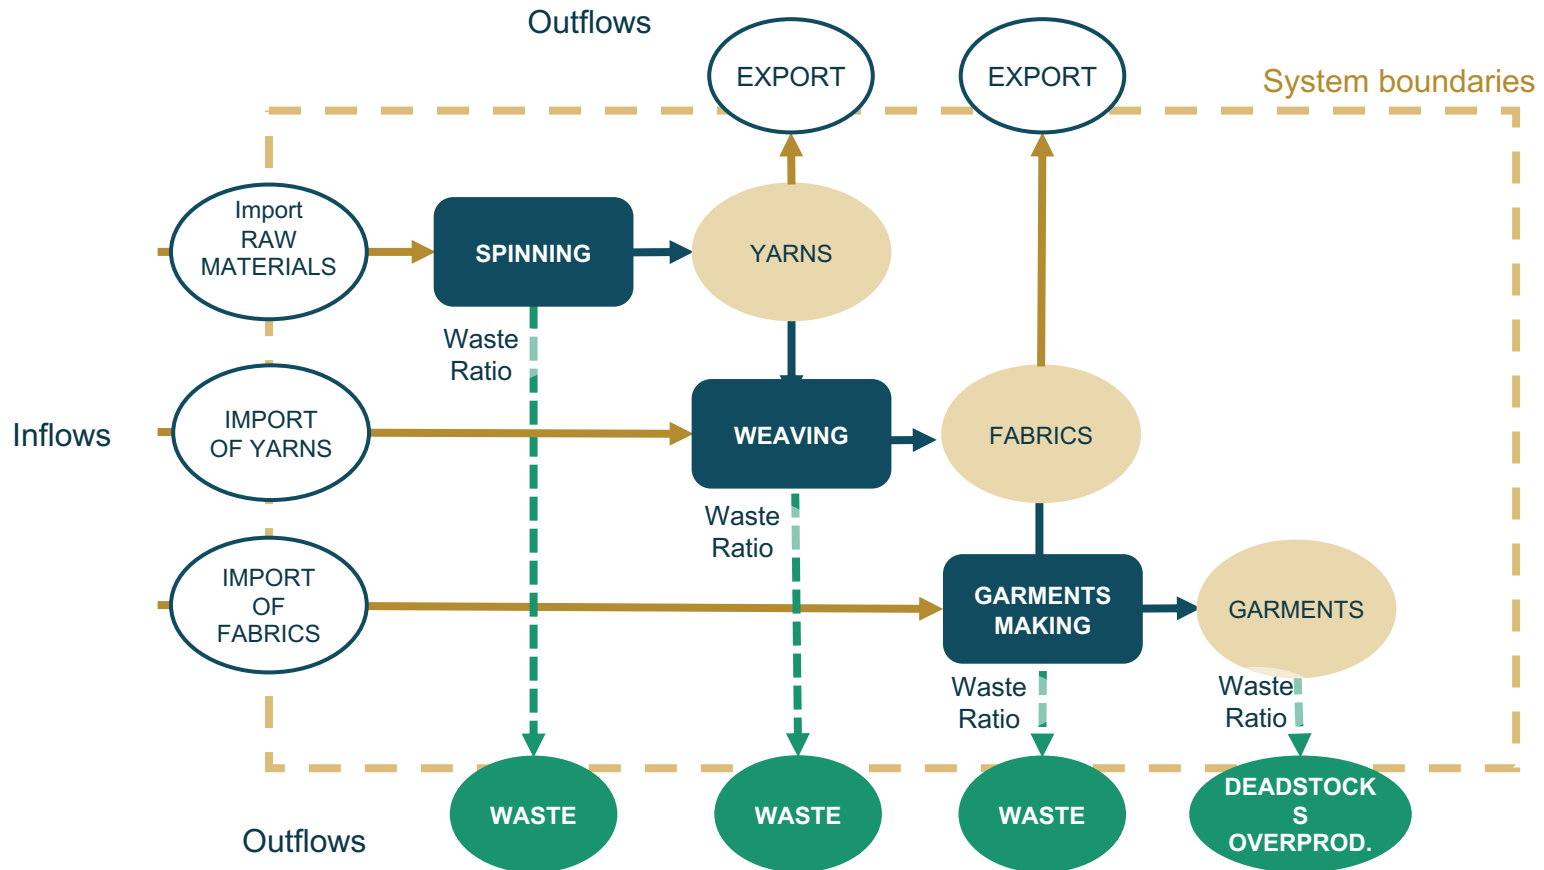 Outflows
EXPORT
EXPORT
System boundaries
Import
RAW
MATERIALS
SPINNING
YARNS
Waste
Ratio
Inflows
IMPORT
OF YARNS
WEAVING
FABRICS
Waste
Ratio
IMPORT
OF
FABRICS
GARMENTS
MAKING
GARMENTS
Waste
Ratio
Waste
Ratio
Outflows
WASTE
WASTE
WASTE
DEADSTOCK
S
OVERPROD.